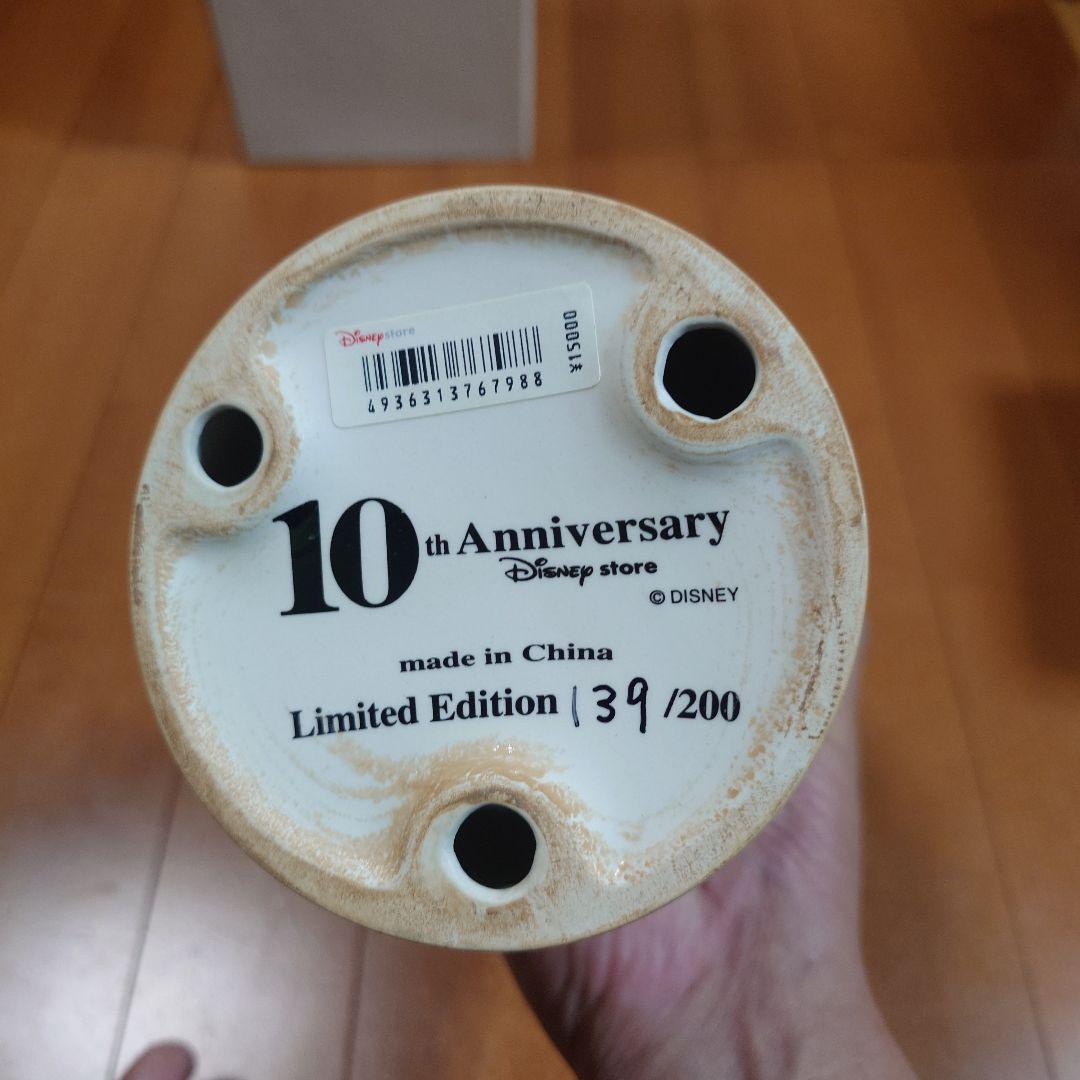 Disney store
4936313767988
¥15000
10th Anniversary
Disney store
© DISNEY
made in China
Limited Edition 139/200